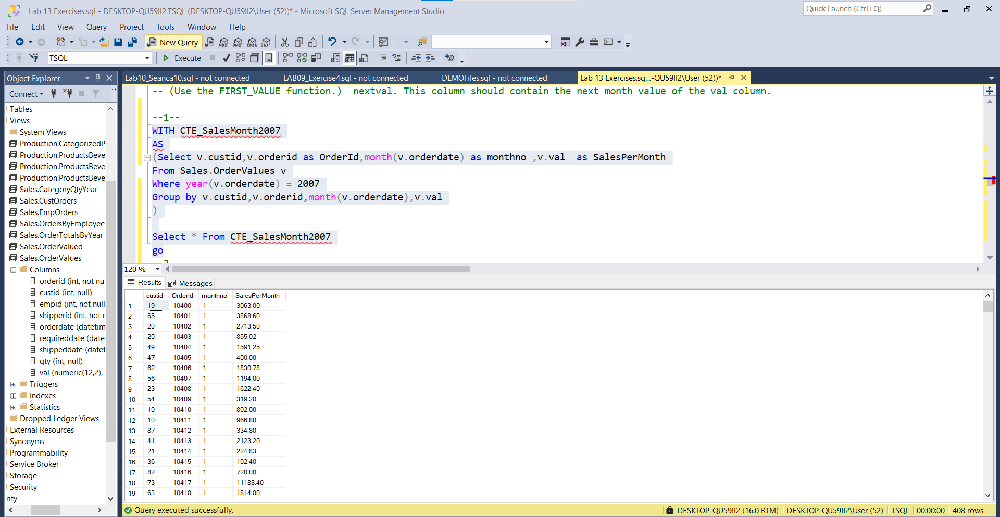 Lab 13 Exercises.sql - DESKTOP-QU59II2.TSQL (DESKTOP-QU59II2\User (52))* - Microsoft SQL Server Management Studio
Quick Launch (Ctrl+Q)
File Edit View Query Project Tools Window Help
New Query MDX DMX XMLA DAX
TSQL Execute
Object Explorer
Lab10_Seanca10.sql - not connected LAB09_Exercise4.sql - not connected DEMOFiles.sql - not connected Lab 13 Exercises.sq...-QU59II2\User (52))*
Connect
Tables
Views
System Views
Production.CategorizedP
Production.ProductsBeve
Production.ProductsBeve
Production.ProductsBeve
Sales.CategoryQtyYear
Sales.CustOrders
Sales.EmpOrders
Sales.OrdersByEmployee
Sales.OrderTotalsByYear
Sales.OrderValued
Sales.OrderValues
Columns
orderid (int, not nul
custid (int, null)
empid (int, not null
shipperid (int, not r
orderdate (datetim
requireddate (date
shippeddate (datet
qty (int, null)
val (numeric(12,2),
Triggers
Indexes
Statistics
Dropped Ledger Views
External Resources
Synonyms
Programmability
Service Broker
Storage
Security
rity
-- (Use the FIRST_VALUE function.)  nextval. This column should contain the next month value of the val column.
--1--
WITH CTE_SalesMonth2007
AS
(Select v.custid,v.orderid as OrderId,month(v.orderdate) as monthno ,v.val  as SalesPerMonth
From Sales.OrderValues v
Where year(v.orderdate) = 2007
Group by v.custid,v.orderid,month(v.orderdate),v.val
)
Select * From CTE_SalesMonth2007
go
--2--
120 %
Results Messages
custid OrderId monthno SalesPerMonth
1 19 10400 1 3063.00
2 65 10401 1 3868.60
3 20 10402 1 2713.50
4 20 10403 1 855.02
5 49 10404 1 1591.25
6 47 10405 1 400.00
7 62 10406 1 1830.78
8 56 10407 1 1194.00
9 23 10408 1 1622.40
10 54 10409 1 319.20
11 10 10410 1 802.00
12 10 10411 1 966.80
13 87 10412 1 334.80
14 41 10413 1 2123.20
15 21 10414 1 224.83
16 36 10415 1 102.40
17 87 10416 1 720.00
18 73 10417 1 11188.40
19 63 10418 1 1814.80
Query executed successfully. DESKTOP-QU59II2 (16.0 RTM) DESKTOP-QU59II2\User (52) TSQL 00:00:00 408 rows